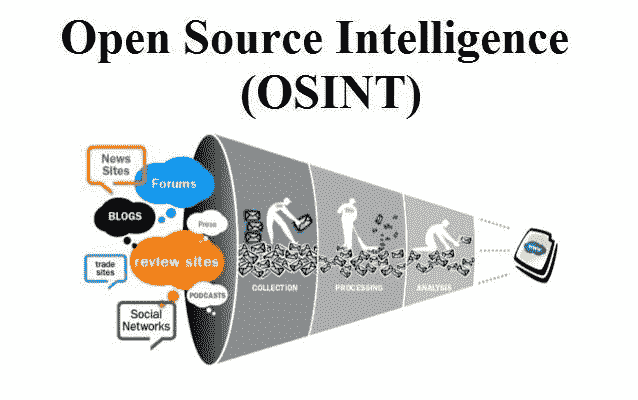 Open Source Intelligence
(OSINT)
News
Sites
Forums
BLOGS
Press
review sites
trade
sites
PODCASTS
Social
Networks
COLLECTION
PROCESSING
ANALYSIS